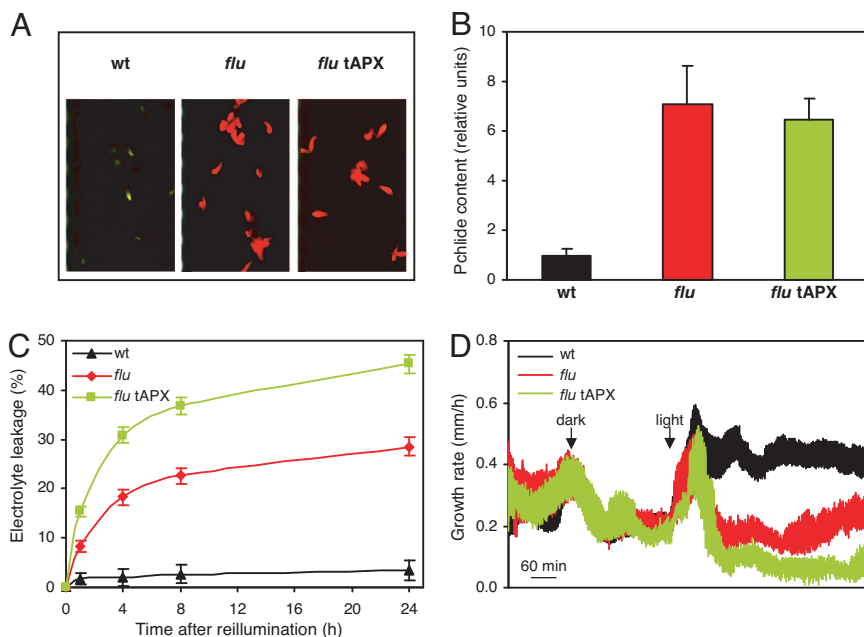 A
wt flu flu tAPX
B
Pchlide content (relative units)
10
8
6
4
2
0
wt flu flu tAPX
C
wt
flu
flu tAPX
Electrolyte leakage (%)
50
40
30
20
10
0
0 4 8 12 16 20 24
Time after reillumination (h)
D
wt
flu
flu tAPX
dark
light
Growth rate (mm/h)
0.8
0.6
0.4
0.2
0.0
60 min